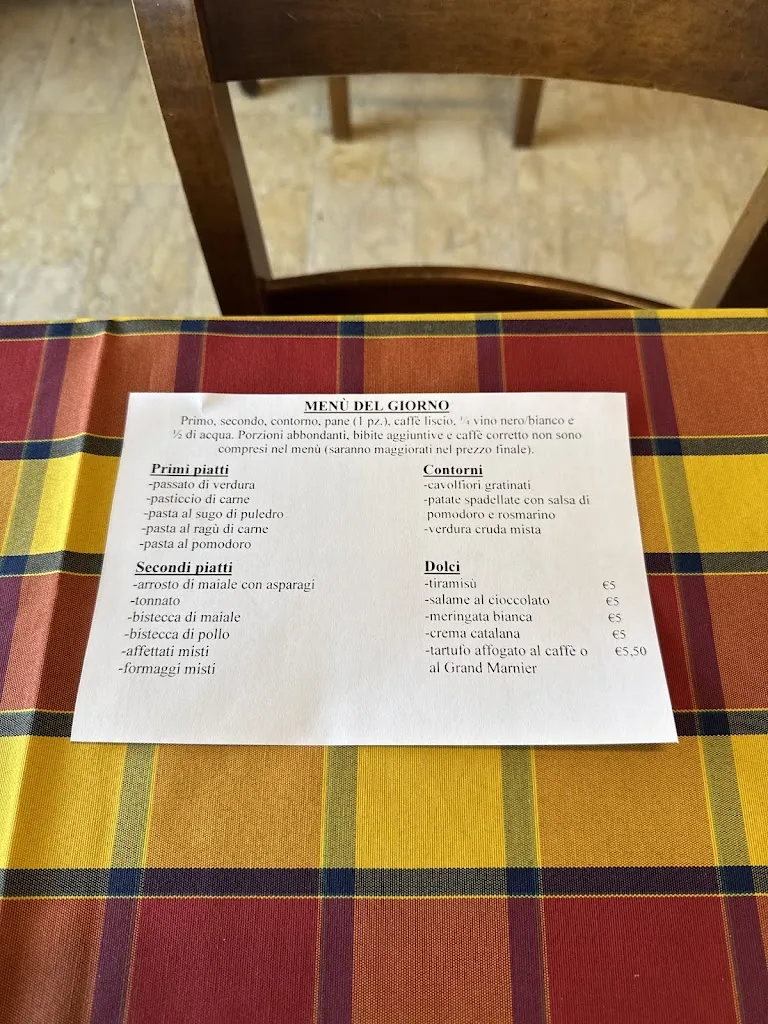 MENÙ DEL GIORNO
Primo, secondo, contorno, pane (1 pz.), caffè liscio, ¼ vino nero/bianco e
½ di acqua. Porzioni abbondanti, bibite aggiuntive e caffè corretto non sono
compresi nel menù (saranno maggiorati nel prezzo finale).
Primi piatti
-passato di verdura
-pasticcio di carne
-pasta al sugo di puledro
-pasta al ragù di carne
-pasta al pomodoro
Secondi piatti
-arrosto di maiale con asparagi
-tonnato
-bistecca di maiale
-bistecca di pollo
-affettati misti
-formaggi misti
Contorni
-cavolfiori gratinati
-patate spadellate con salsa di
pomodoro e rosmarino
-verdura cruda mista
Dolci
-tiramisù €5
-salame al cioccolato €5
-meringata bianca €5
-crema catalana €5
-tartufo affogato al caffè o €5,50
al Grand Marnier